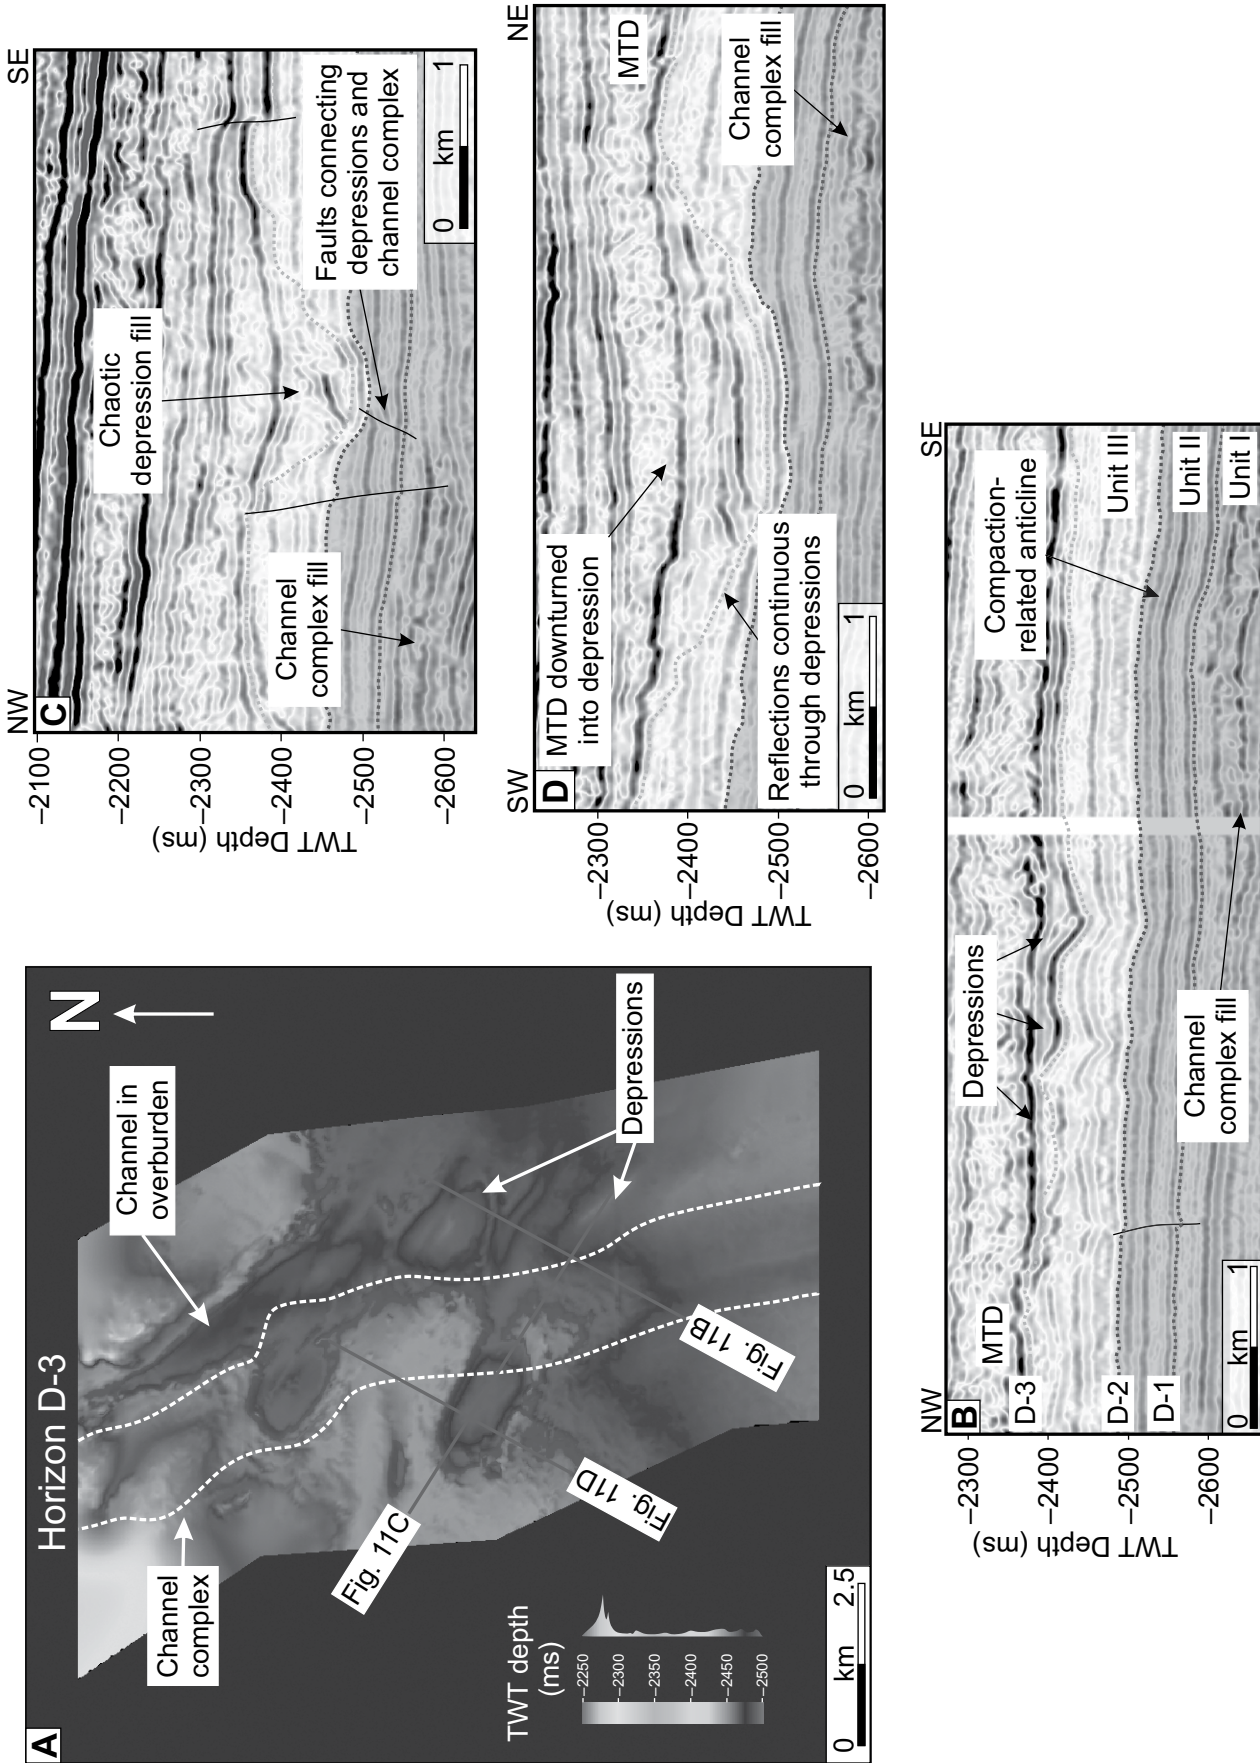 A
Horizon D-3
N
Channel in
overburden
Channel
complex
Depressions
Fig. 11C
Fig. 11D
Fig. 11B
TWT depth
(ms)
−2250
−2300
−2350
−2400
−2450
−2500
0
km
2.5
B
NW
SE
TWT Depth (ms)
−2300
−2400
−2500
−2600
MTD
D-3
D-2
D-1
Depressions
Compaction-
related anticline
Channel
complex fill
Unit III
Unit II
Unit I
0
km
1
C
NW
SE
TWT Depth (ms)
−2100
−2200
−2300
−2400
−2500
−2600
Chaotic
depression fill
Channel
complex fill
Faults connecting
depressions and
channel complex
0
km
1
D
SW
NE
TWT Depth (ms)
−2300
−2400
−2500
−2600
MTD downturned
into depression
MTD
Reflections continuous
through depressions
Channel
complex fill
0
km
1